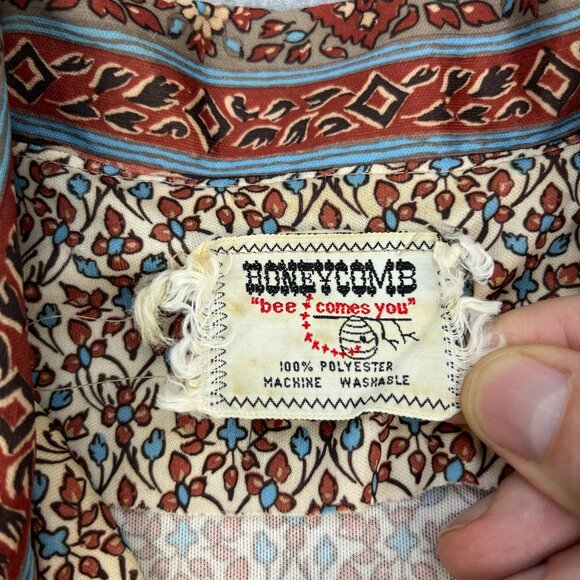 HONEYCOMB
"bee comes you"
100% POLYESTER
MACHINE WASHABLE